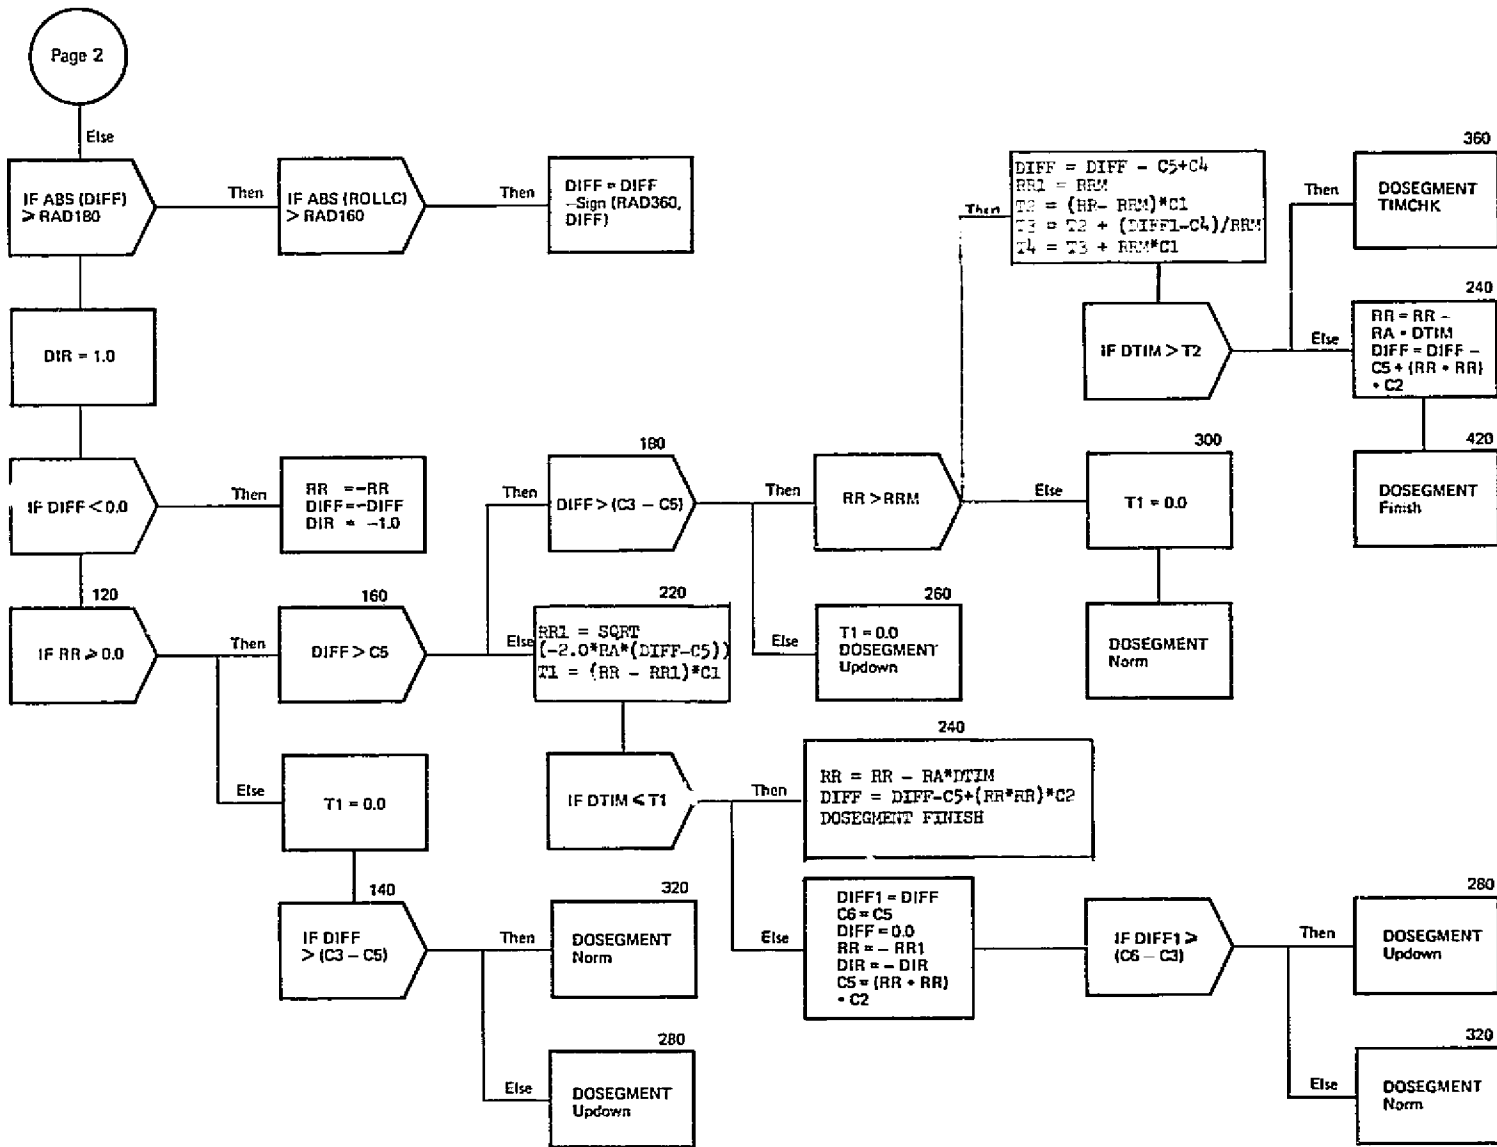 Page 2
Else
IF ABS (DIFF)
⩾ RAD180
Then
IF ABS (ROLLC)
> RAD160
Then
DIFF = DIFF
–Sign (RAD360,
DIFF)
DIR = 1.0
IF DIFF < 0.0
Then
RR = –RR
DIFF=–DIFF
DIR = –1.0
120
IF RR ⩾ 0.0
Then
160
DIFF > C5
Else
T1 = 0.0
140
IF DIFF
> (C3 – C5)
Then
320
DOSEGMENT
Norm
Else
280
DOSEGMENT
Updown
Then
180
DIFF > (C3 – C5)
Else
220
RR1 = SQRT
(-2.0*RA*(DIFF-C5))
T1 = (RR - RR1)*C1
IF DTIM ⩽ T1
Then
240
RR = RR - RA*DTIM
DIFF = DIFF-C5+(RR*RR)*C2
DOSEGMENT FINISH
Else
DIFF1 = DIFF
C6 = C5
DIFF = 0.0
RR = – RR1
DIR = – DIR
C5 = (RR • RR)
• C2
IF DIFF1 ⩾
(C6 – C3)
Then
280
DOSEGMENT
Updown
Else
320
DOSEGMENT
Norm
Then
RR > RRM
Else
260
T1 = 0.0
DOSEGMENT
Updown
Then
DIFF = DIFF - C5+C4
RR1 = RRM
T2 = (RR- RRM)*C1
T3 = T2 + (DIFF1-C4)/RRM
T4 = T3 + RRM*C1
Else
300
T1 = 0.0
DOSEGMENT
Norm
IF DTIM > T2
Then
360
DOSEGMENT
TIMCHK
Else
240
RR = RR –
RA • DTIM
DIFF = DIFF –
C5 + (RR • RR)
• C2
420
DOSEGMENT
Finish